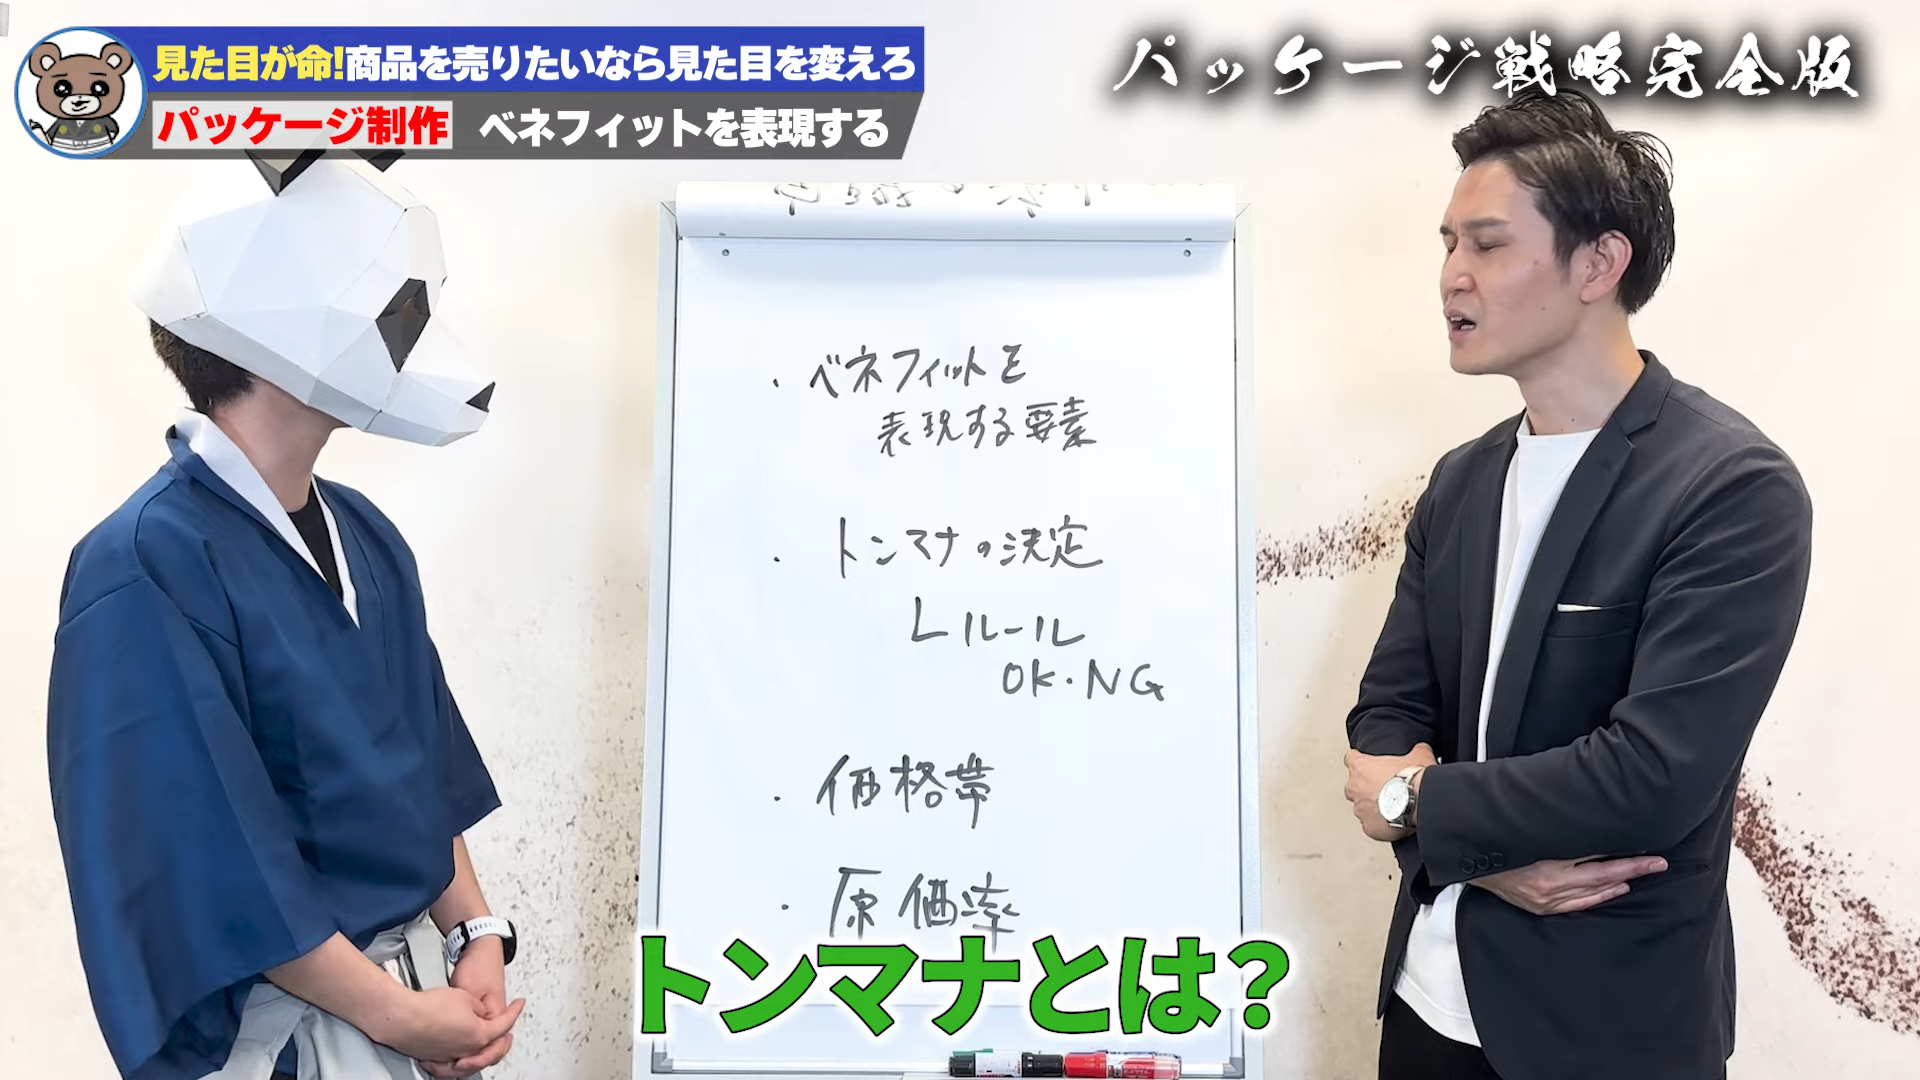 見た目が命!商品を売りたいなら見た目を変えろ
パッケージ制作 ベネフィットを表現する
パッケージ戦略完全版
・ベネフィットを
表現する要素
・トンマナの決定
Lルール
OK・NG
・価格帯
・原価率
トンマナとは?